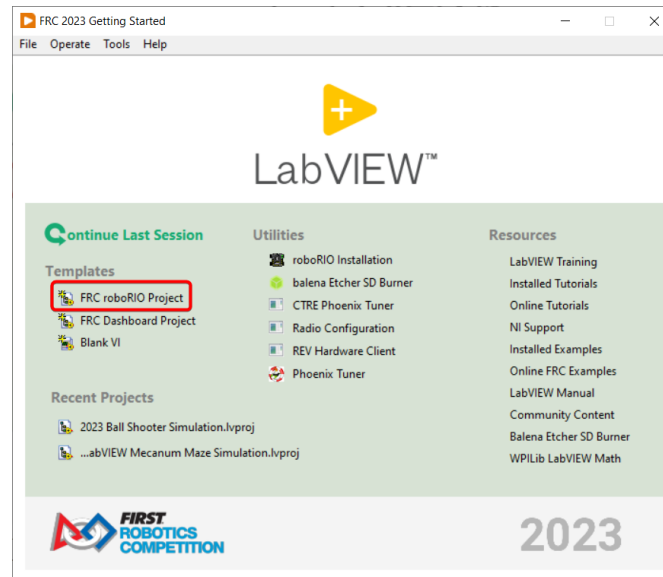 FRC 2023 Getting Started
File Operate Tools Help
LabVIEW™
Continue Last Session
Templates
FRC roboRIO Project
FRC Dashboard Project
Blank VI
Recent Projects
2023 Ball Shooter Simulation.lvproj
...abVIEW Mecanum Maze Simulation.lvproj
Utilities
roboRIO Installation
balena Etcher SD Burner
CTRE Phoenix Tuner
Radio Configuration
REV Hardware Client
Phoenix Tuner
Resources
LabVIEW Training
Installed Tutorials
Online Tutorials
NI Support
Installed Examples
Online FRC Examples
LabVIEW Manual
Community Content
Balena Etcher SD Burner
WPILib LabVIEW Math
FIRST
ROBOTICS
COMPETITION
2023